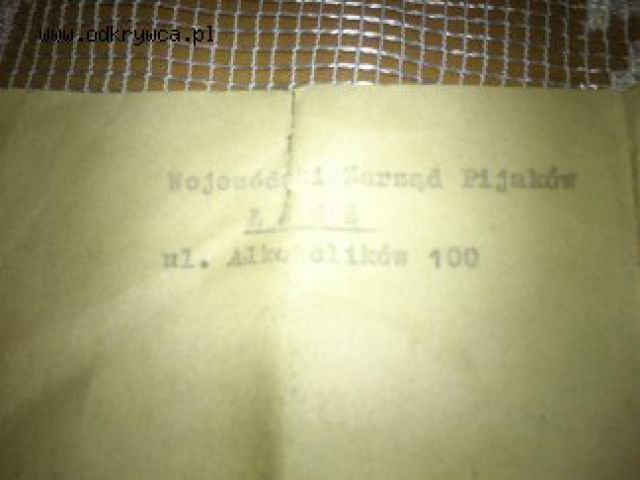 www.odkrywca.pl
Wojewódzki Zarząd Pijaków
Ł ó d ź
ul. Alkoholików 100